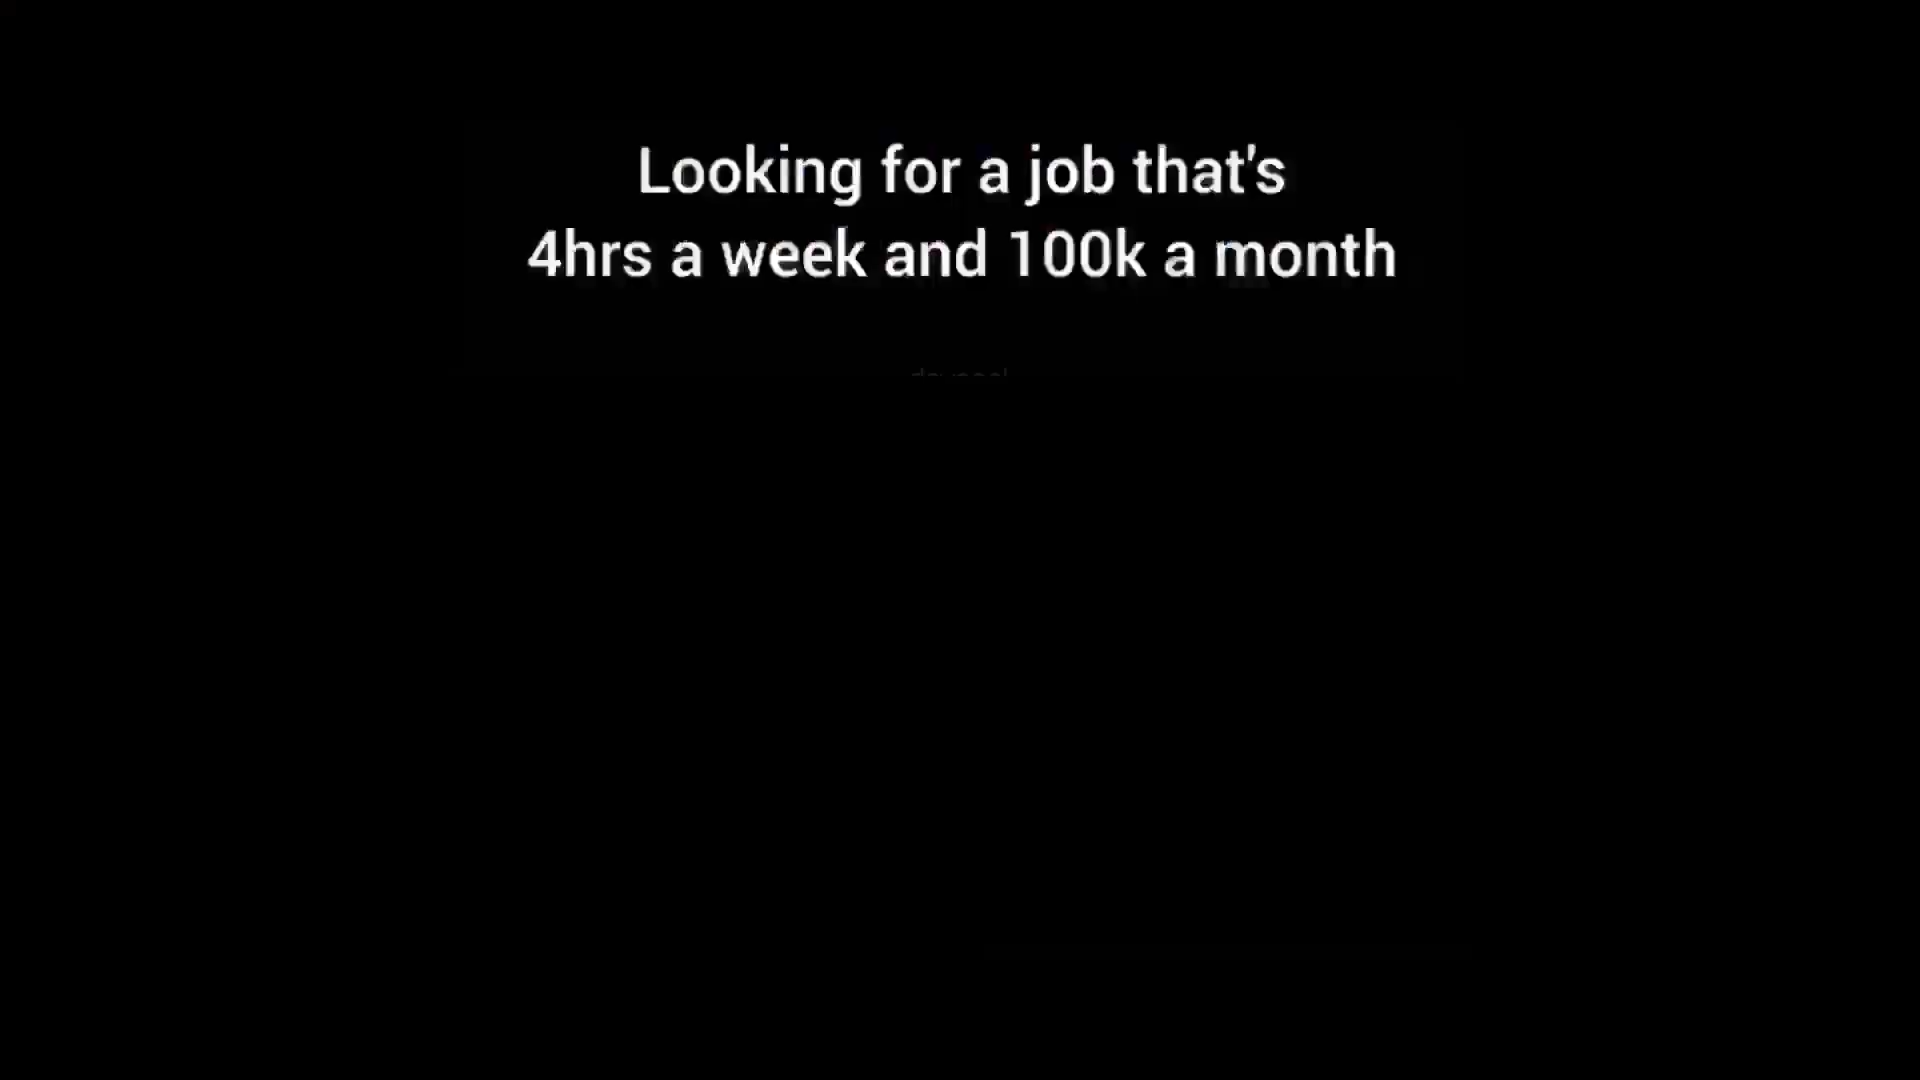 Looking for a job that's
4hrs a week and 100k a month